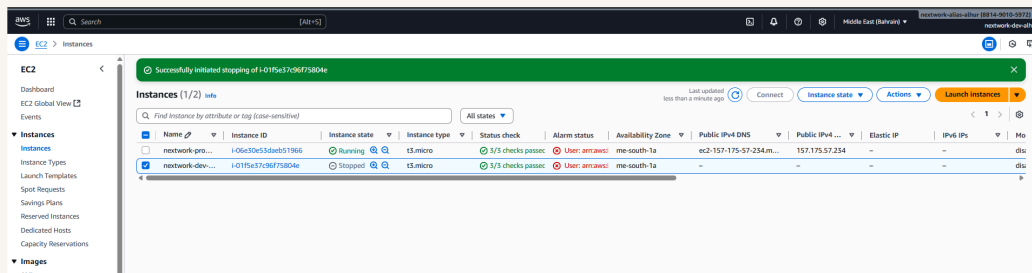 aws Search [Alt+S] Middle East (Bahrain) nextwork-alias-alhur (8814-9010-5972)
nextwork-dev-alh
EC2 > Instances
EC2
Dashboard
EC2 Global View
Events
Instances
Instances
Instance Types
Launch Templates
Spot Requests
Savings Plans
Reserved Instances
Dedicated Hosts
Capacity Reservations
Images
Successfully initiated stopping of i-01f5e37c96f75804e
Instances (1/2) Info
Last updated
less than a minute ago
Connect Instance state Actions Launch instances
Find Instance by attribute or tag (case-sensitive) All states 1
Name Instance ID Instance state Instance type Status check Alarm status Availability Zone Public IPv4 DNS Public IPv4 ... Elastic IP IPv6 IPs Mo
nextwork-pro... i-06e30e53daeb51966 Running t3.micro 3/3 checks passec User: arn:aws: me-south-1a ec2-157-175-57-234.m... 157.175.57.234 – – dis
nextwork-dev-... i-01f5e37c96f75804e Stopped t3.micro 3/3 checks passec User: arn:aws: me-south-1a – – – – dis